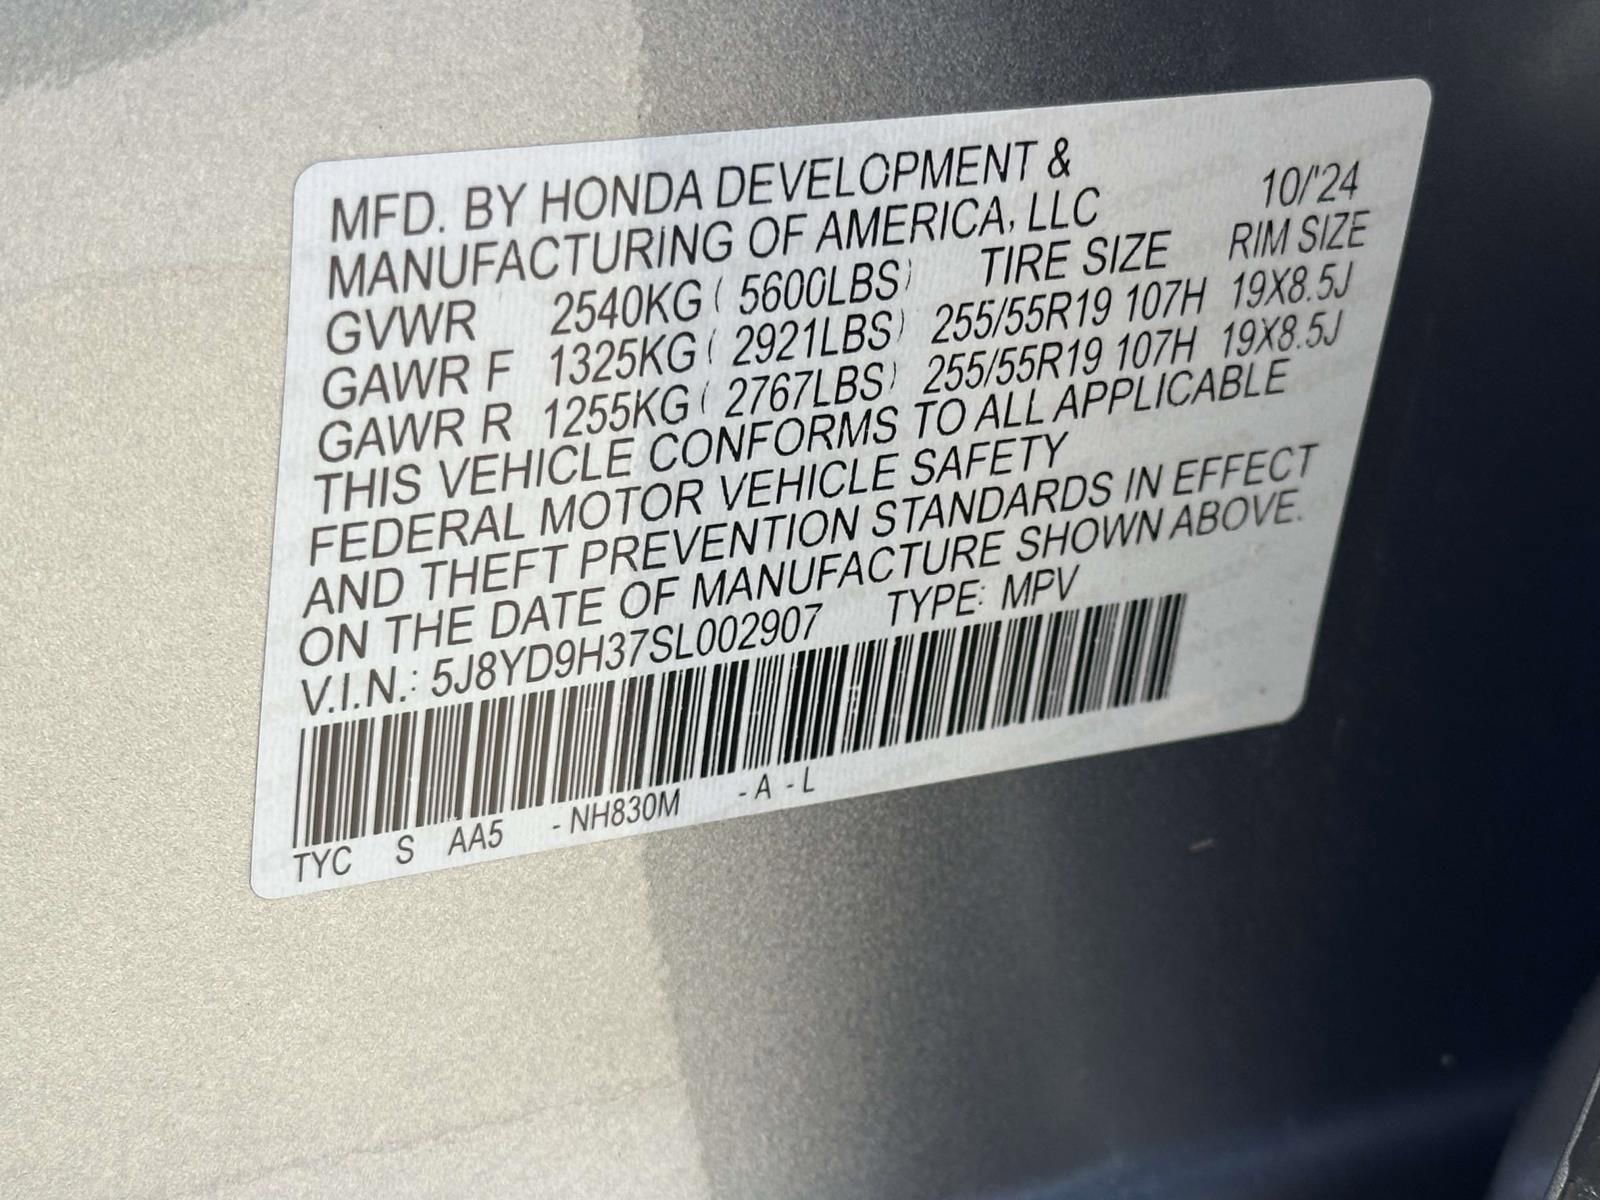 MFD. BY HONDA DEVELOPMENT &
MANUFACTURING OF AMERICA, LLC 10/'24
GVWR 2540KG ( 5600LBS) TIRE SIZE RIM SIZE
GAWR F 1325KG ( 2921LBS) 255/55R19 107H 19X8.5J
GAWR R 1255KG ( 2767LBS) 255/55R19 107H 19X8.5J
THIS VEHICLE CONFORMS TO ALL APPLICABLE
FEDERAL MOTOR VEHICLE SAFETY
AND THEFT PREVENTION STANDARDS IN EFFECT
ON THE DATE OF MANUFACTURE SHOWN ABOVE.
V.I.N.: 5J8YD9H37SL002907 TYPE: MPV
TYC S AA5 - NH830M - A - L